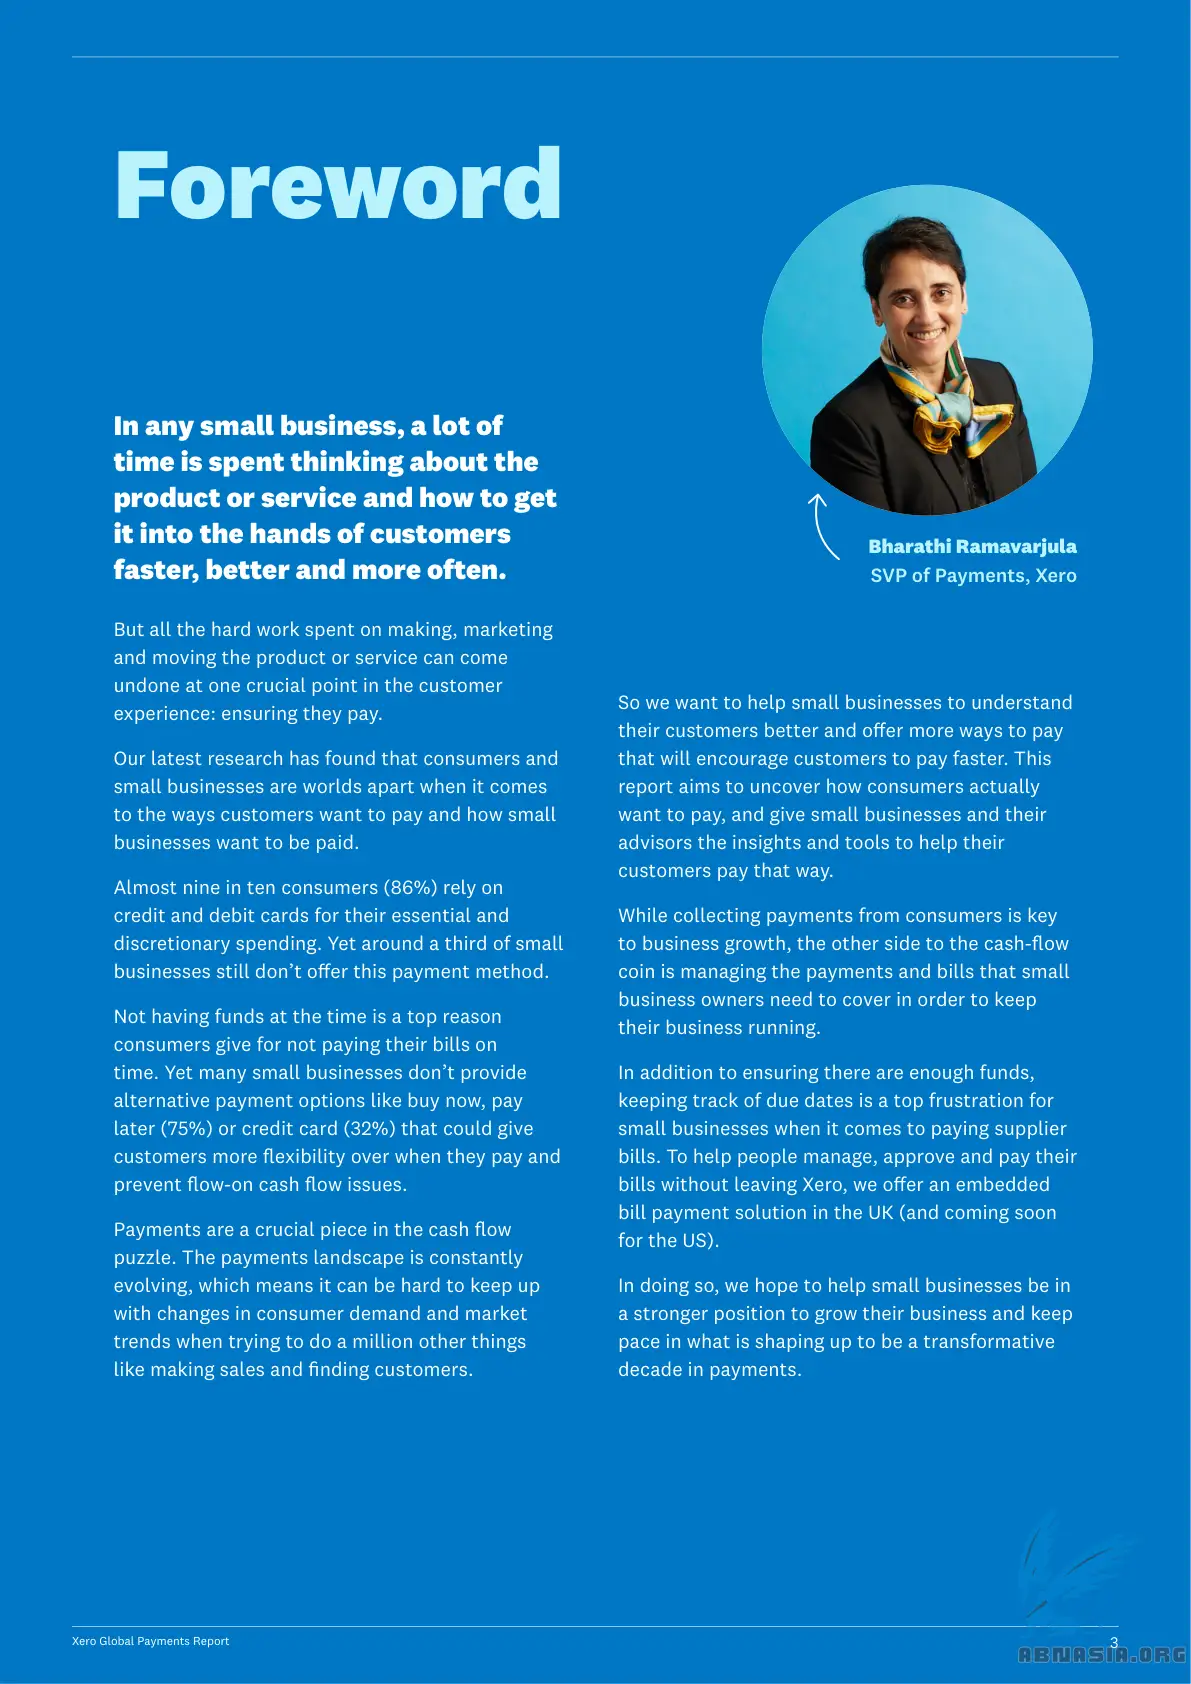 Foreword
In any small business, a lot of
time is spent thinking about the
product or service and how to get
it into the hands of customers
faster, better and more often.
But all the hard work spent on making, marketing
and moving the product or service can come
undone at one crucial point in the customer
experience: ensuring they pay.
Our latest research has found that consumers and
small businesses are worlds apart when it comes
to the ways customers want to pay and how small
businesses want to be paid.
Almost nine in ten consumers (86%) rely on
credit and debit cards for their essential and
discretionary spending. Yet around a third of small
businesses still don’t offer this payment method.
Not having funds at the time is a top reason
consumers give for not paying their bills on
time. Yet many small businesses don’t provide
alternative payment options like buy now, pay
later (75%) or credit card (32%) that could give
customers more flexibility over when they pay and
prevent flow-on cash flow issues.
Payments are a crucial piece in the cash flow
puzzle. The payments landscape is constantly
evolving, which means it can be hard to keep up
with changes in consumer demand and market
trends when trying to do a million other things
like making sales and finding customers.
Bharathi Ramavarjula
SVP of Payments, Xero
So we want to help small businesses to understand
their customers better and offer more ways to pay
that will encourage customers to pay faster. This
report aims to uncover how consumers actually
want to pay, and give small businesses and their
advisors the insights and tools to help their
customers pay that way.
While collecting payments from consumers is key
to business growth, the other side to the cash-flow
coin is managing the payments and bills that small
business owners need to cover in order to keep
their business running.
In addition to ensuring there are enough funds,
keeping track of due dates is a top frustration for
small businesses when it comes to paying supplier
bills. To help people manage, approve and pay their
bills without leaving Xero, we offer an embedded
bill payment solution in the UK (and coming soon
for the US).
In doing so, we hope to help small businesses be in
a stronger position to grow their business and keep
pace in what is shaping up to be a transformative
decade in payments.
Xero Global Payments Report
3
ABNASIA.ORG